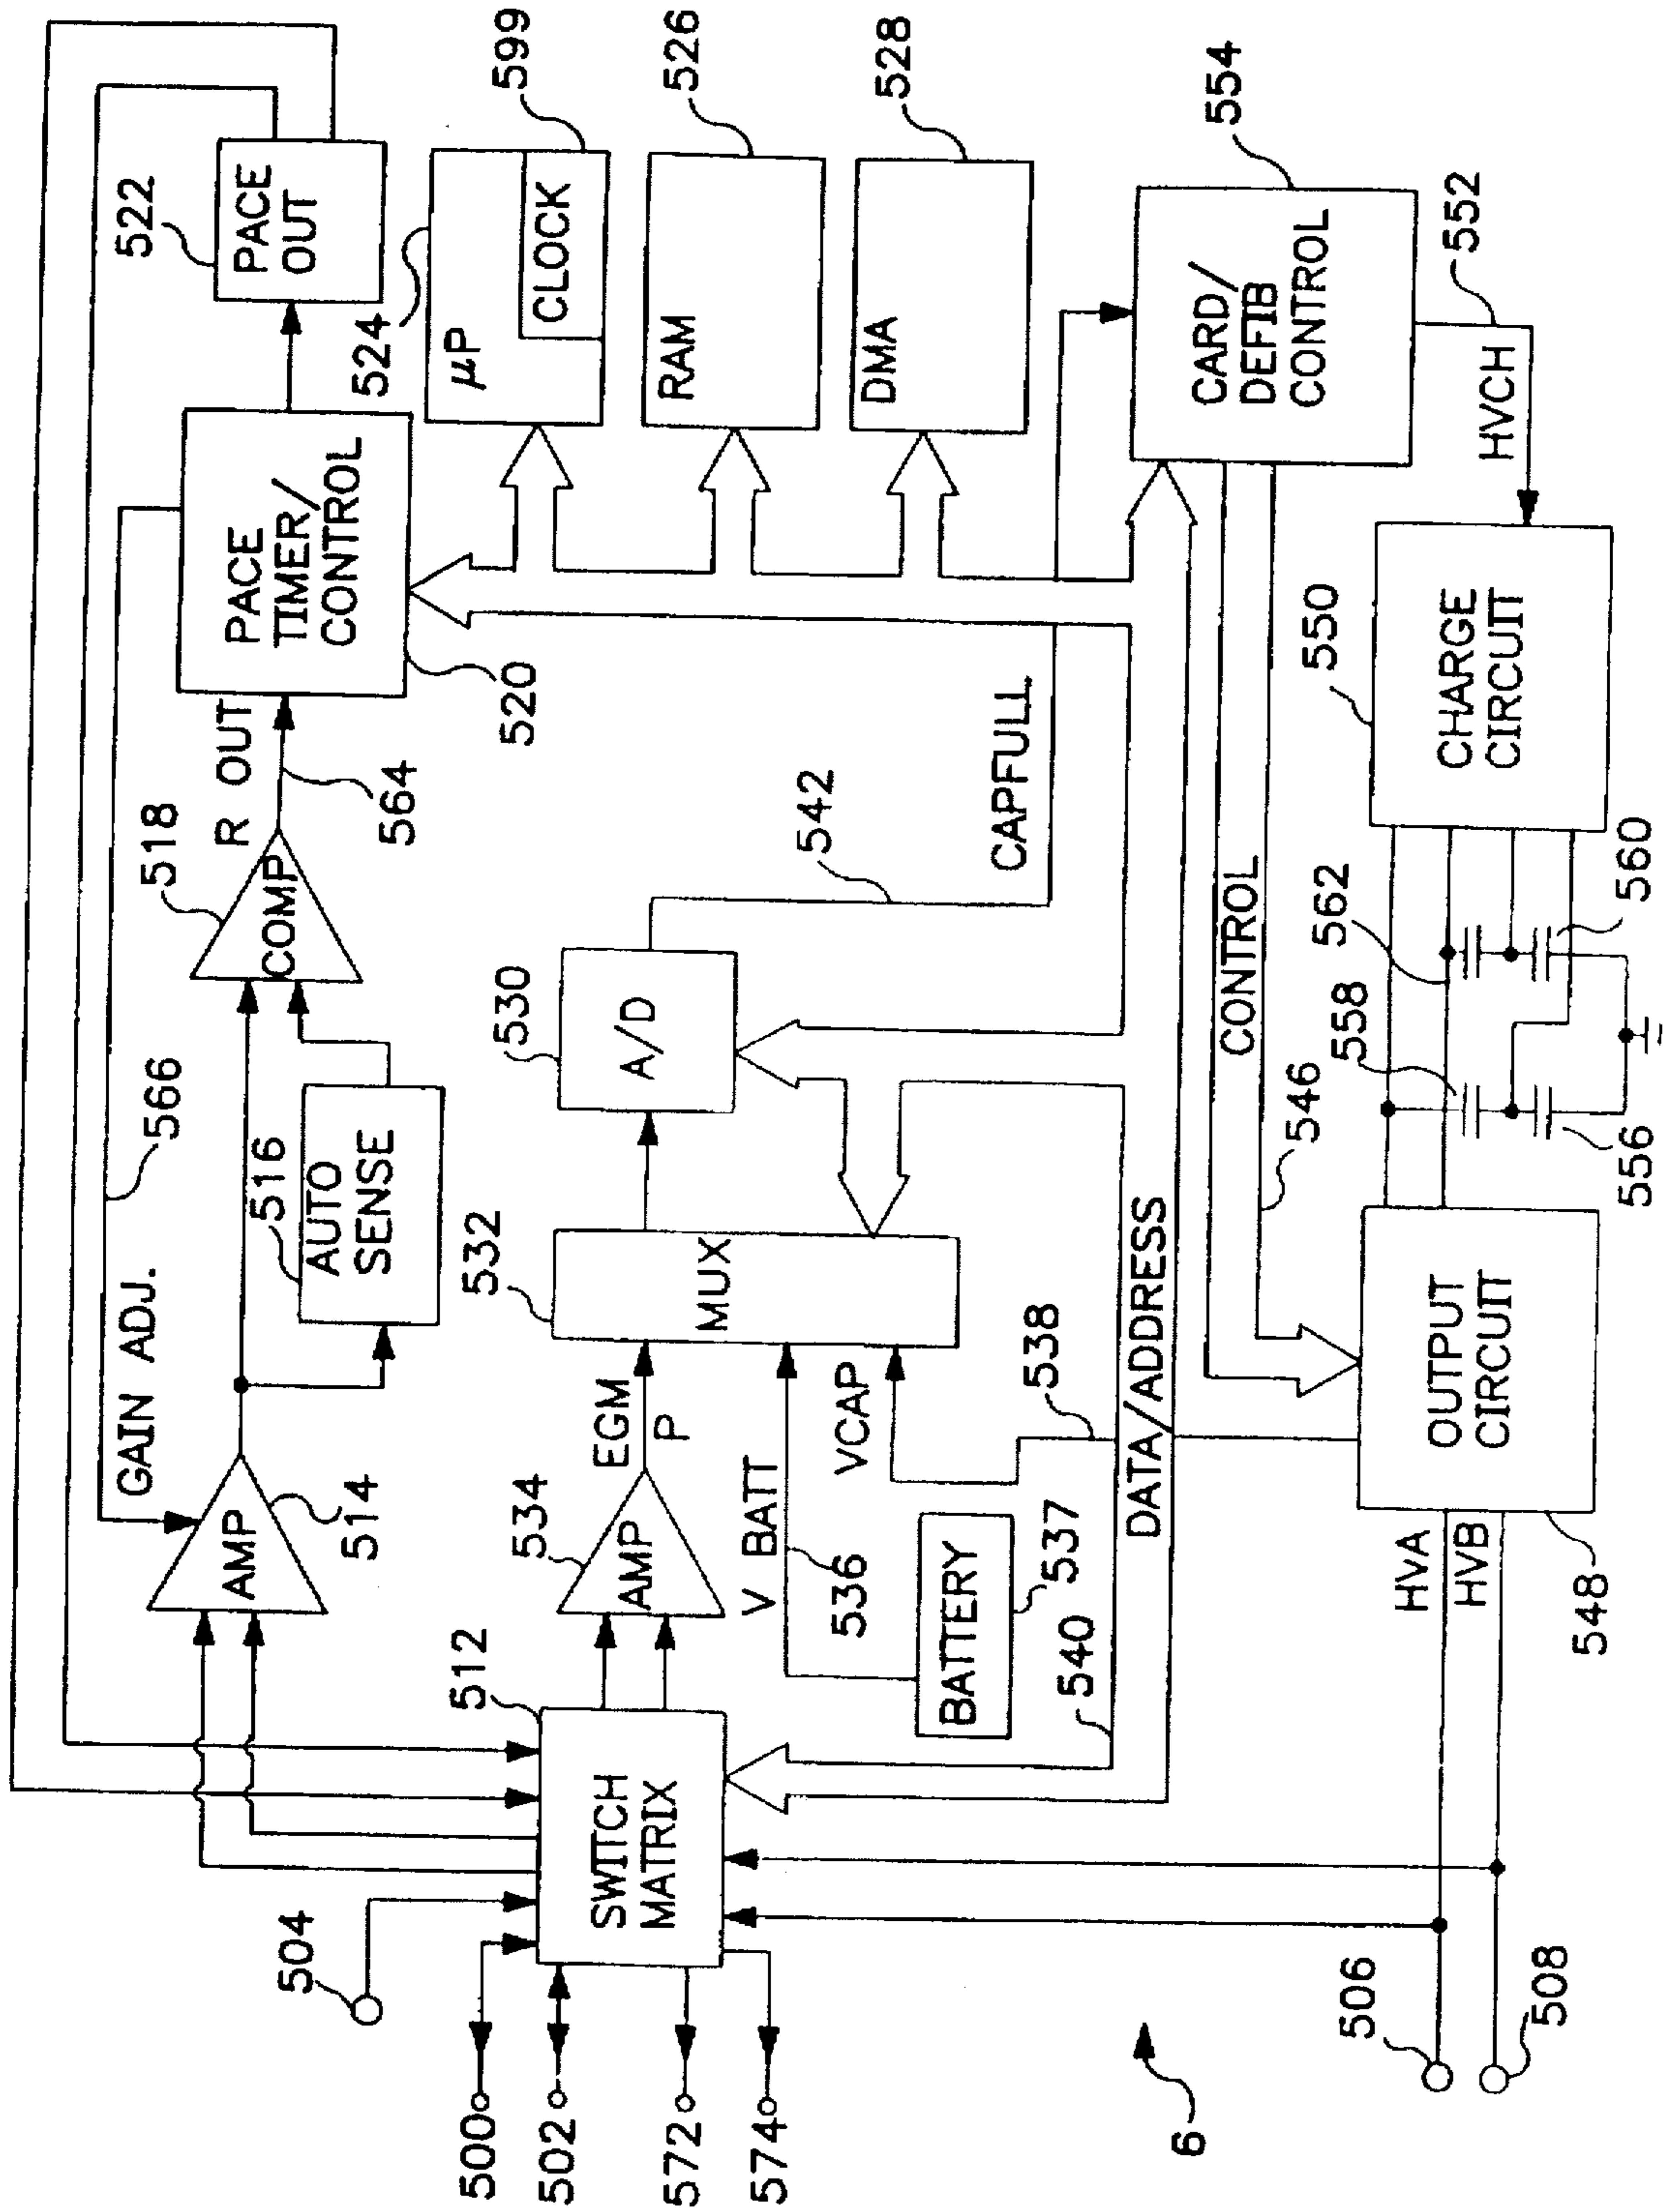 522
PACE
OUT
599
526
528
524
µP
CLOCK
RAM
DMA
554
CARD/
DEFIB
CONTROL
552
HVCH
PACE
TIMER/
CONTROL
520
R OUT
564
518
COMP
542
CAPFULL
550
CHARGE
CIRCUIT
CONTROL
562
560
558
556
546
566
516
AUTO
SENSE
530
A/D
532
MUX
GAIN ADJ.
AMP
514
534
AMP
EGM
P
V BATT
536
VCAP
538
BATTERY
537
540
DATA/ADDRESS
OUTPUT
CIRCUIT
548
HVA
HVB
512
SWITCH
MATRIX
504
500
502
572
574
506
508
6